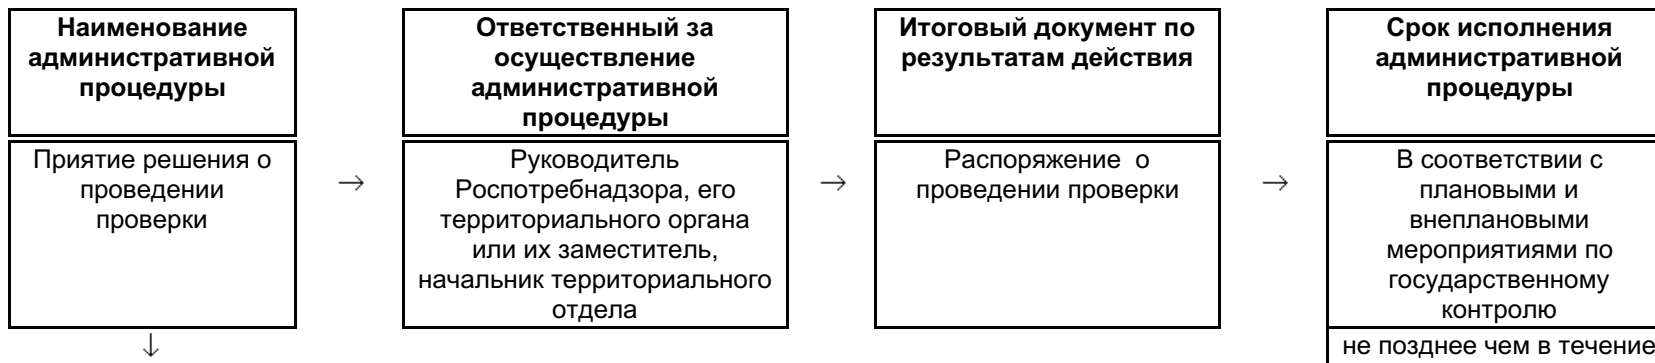 Наименование
административной
процедуры
Ответственный за
осуществление
административной
процедуры
Итоговый документ по
результатам действия
Срок исполнения
административной
процедуры
Приятие решения о
проведении
проверки
→
Руководитель
Роспотребнадзора, его
территориального органа
или их заместитель,
начальник территориального
отдела
→
Распоряжение о
проведении проверки
→
В соответствии с
плановыми и
внеплановыми
мероприятиями по
государственному
контролю
↓
не позднее чем в течение